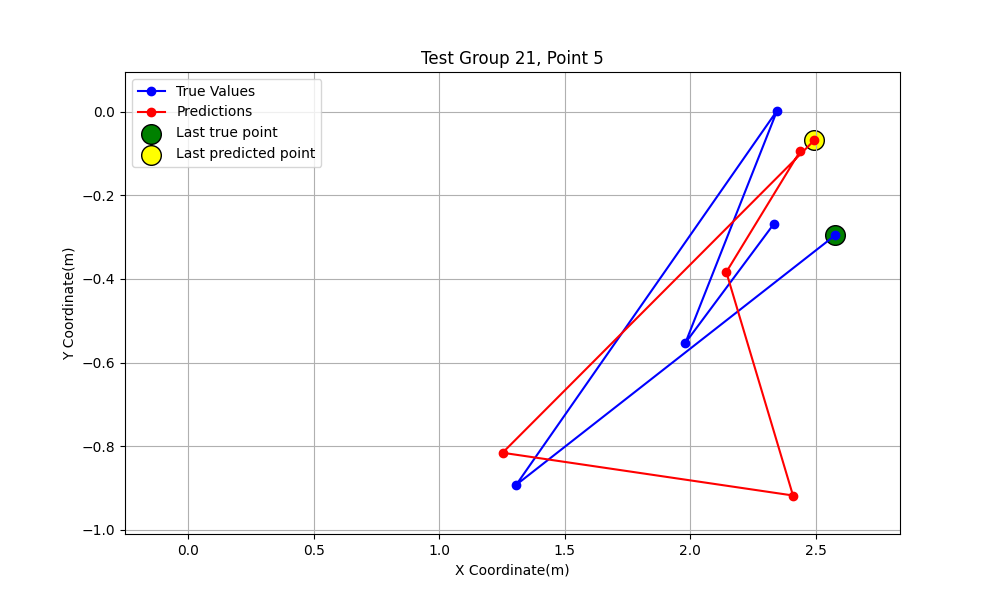 Test Group 21, Point 5
True Values
Predictions
Last true point
Last predicted point
0.0
−0.2
−0.4
−0.6
−0.8
−1.0
Y Coordinate(m)
0.0 0.5 1.0 1.5 2.0 2.5
X Coordinate(m)